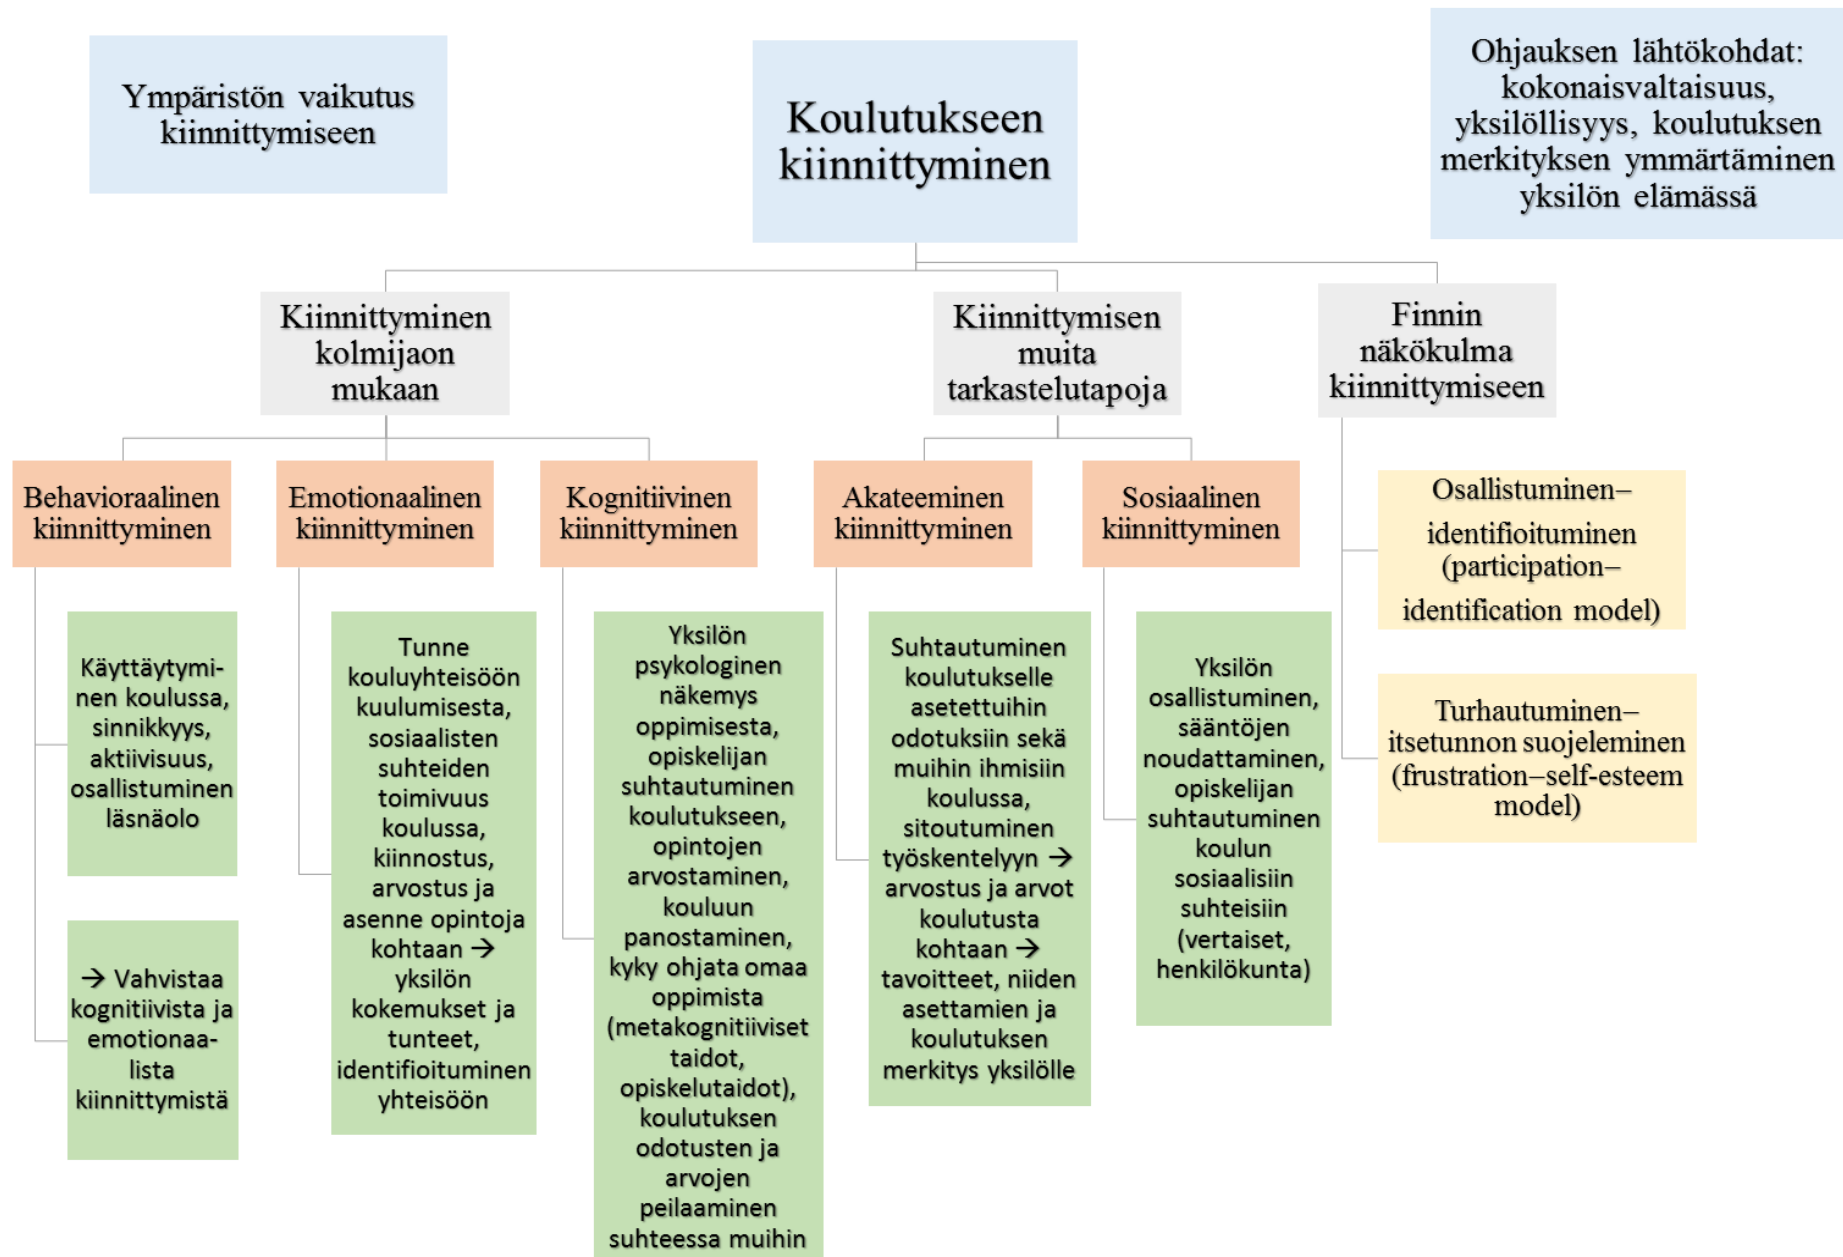 Ympäristön vaikutus
kiinnittymiseen
Koulutukseen
kiinnittyminen
Ohjauksen lähtökohdat:
kokonaisvaltaisuus,
yksilöllisyys, koulutuksen
merkityksen ymmärtäminen
yksilön elämässä
Kiinnittyminen
kolmijaon
mukaan
Kiinnittymisen
muita
tarkastelutapoja
Finnin
näkökulma
kiinnittymiseen
Behavioraalinen
kiinnittyminen
Emotionaalinen
kiinnittyminen
Kognitiivinen
kiinnittyminen
Akateeminen
kiinnittyminen
Sosiaalinen
kiinnittyminen
Osallistuminen–
identifioituminen
(participation–
identification model)
Turhautuminen–
itsetunnon suojeleminen
(frustration–self-esteem
model)
Käyttäytymi-
nen koulussa,
sinnikkyys,
aktiivisuus,
osallistuminen
läsnäolo
→ Vahvistaa
kognitiivista ja
emotionaa-
lista
kiinnittymistä
Tunne
kouluyhteisöön
kuulumisesta,
sosiaalisten
suhteiden
toimivuus
koulussa,
kiinnostus,
arvostus ja
asenne opintoja
kohtaan →
yksilön
kokemukset ja
tunteet,
identifioituminen
yhteisöön
Yksilön
psykologinen
näkemys
oppimisesta,
opiskelijan
suhtautuminen
koulutukseen,
opintojen
arvostaminen,
kouluun
panostaminen,
kyky ohjata omaa
oppimista
(metakognitiiviset
taidot,
opiskelutaidot),
koulutuksen
odotusten ja
arvojen
peilaaminen
suhteessa muihin
Suhtautuminen
koulutukselle
asetettuihin
odotuksiin sekä
muihin ihmisiin
koulussa,
sitoutuminen
työskentelyyn →
arvostus ja arvot
koulutusta
kohtaan →
tavoitteet, niiden
asettamien ja
koulutuksen
merkitys yksilölle
Yksilön
osallistuminen,
sääntöjen
noudattaminen,
opiskelijan
suhtautuminen
koulun
sosiaalisiin
suhteisiin
(vertaiset,
henkilökunta)